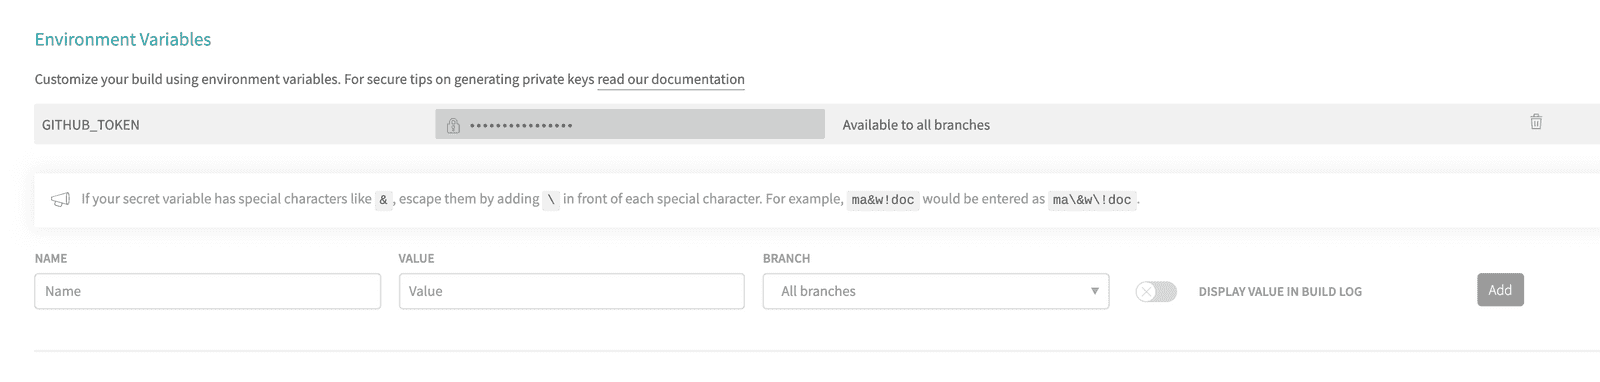 Environment Variables
Customize your build using environment variables. For secure tips on generating private keys read our documentation
GITHUB_TOKEN •••••••••••••••• Available to all branches
If your secret variable has special characters like & , escape them by adding \ in front of each special character. For example, ma&w!doc would be entered as ma\&w\!doc .
NAME VALUE BRANCH
Name Value All branches DISPLAY VALUE IN BUILD LOG Add